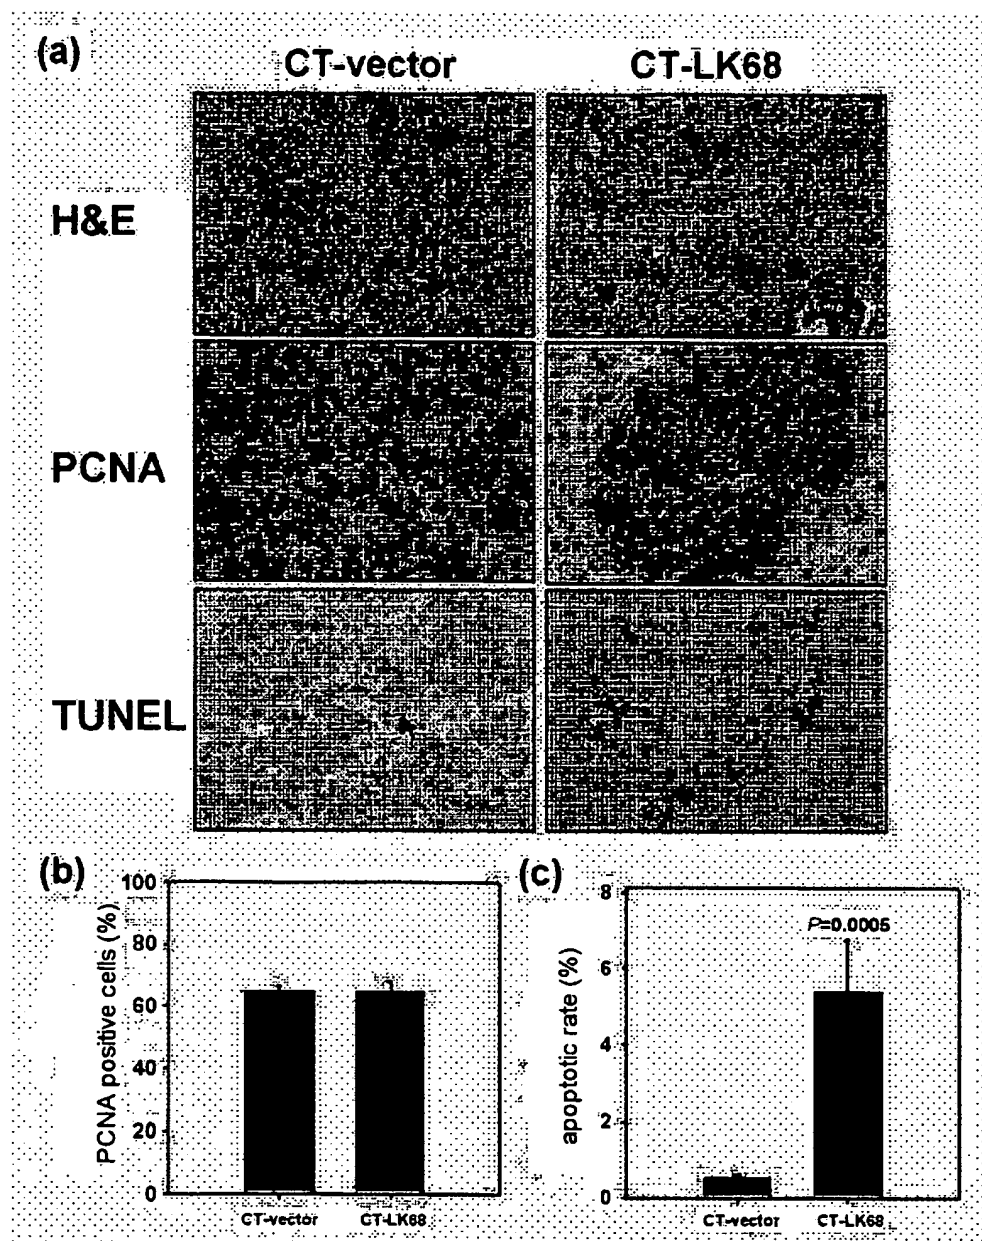 (a)
CT-vector CT-LK68
H&E
PCNA
TUNEL
(b)
PCNA positive cells (%)
100
80
60
40
20
0
CT-vector CT-LK68
(c)
apoptotic rate (%)
8
6
4
2
0
P=0.0005
CT-vector CT-LK68